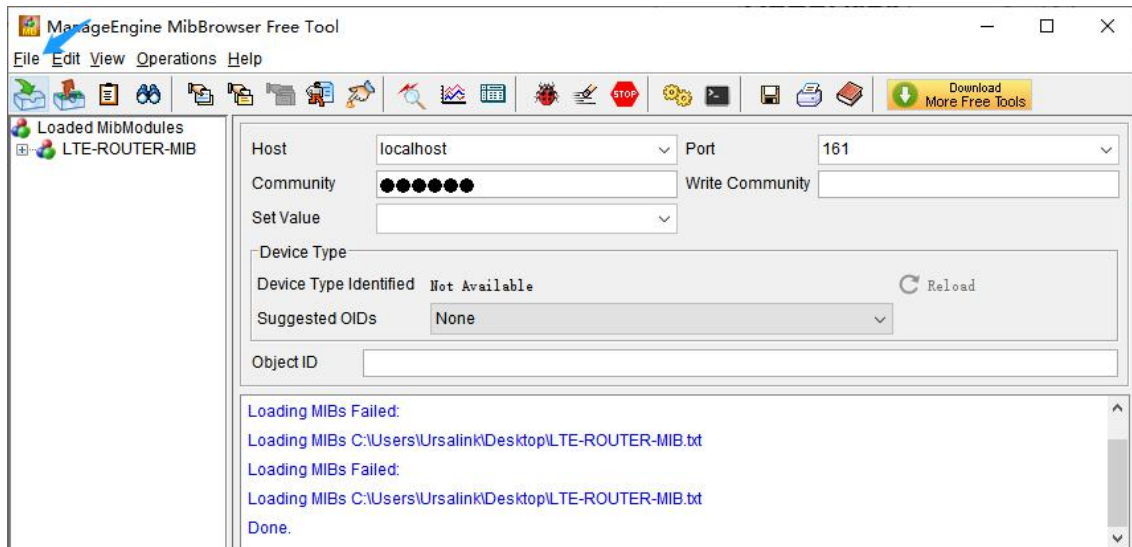 ManageEngine MibBrowser Free Tool
File Edit View Operations Help
STOP
Download
More Free Tools
Loaded MibModules
LTE-ROUTER-MIB
Host localhost Port 161
Community ●●●●●● Write Community
Set Value
Device Type
Device Type Identified Not Available Reload
Suggested OIDs None
Object ID
Loading MIBs Failed:
Loading MIBs C:\Users\Ursalink\Desktop\LTE-ROUTER-MIB.txt
Loading MIBs Failed:
Loading MIBs C:\Users\Ursalink\Desktop\LTE-ROUTER-MIB.txt
Done.